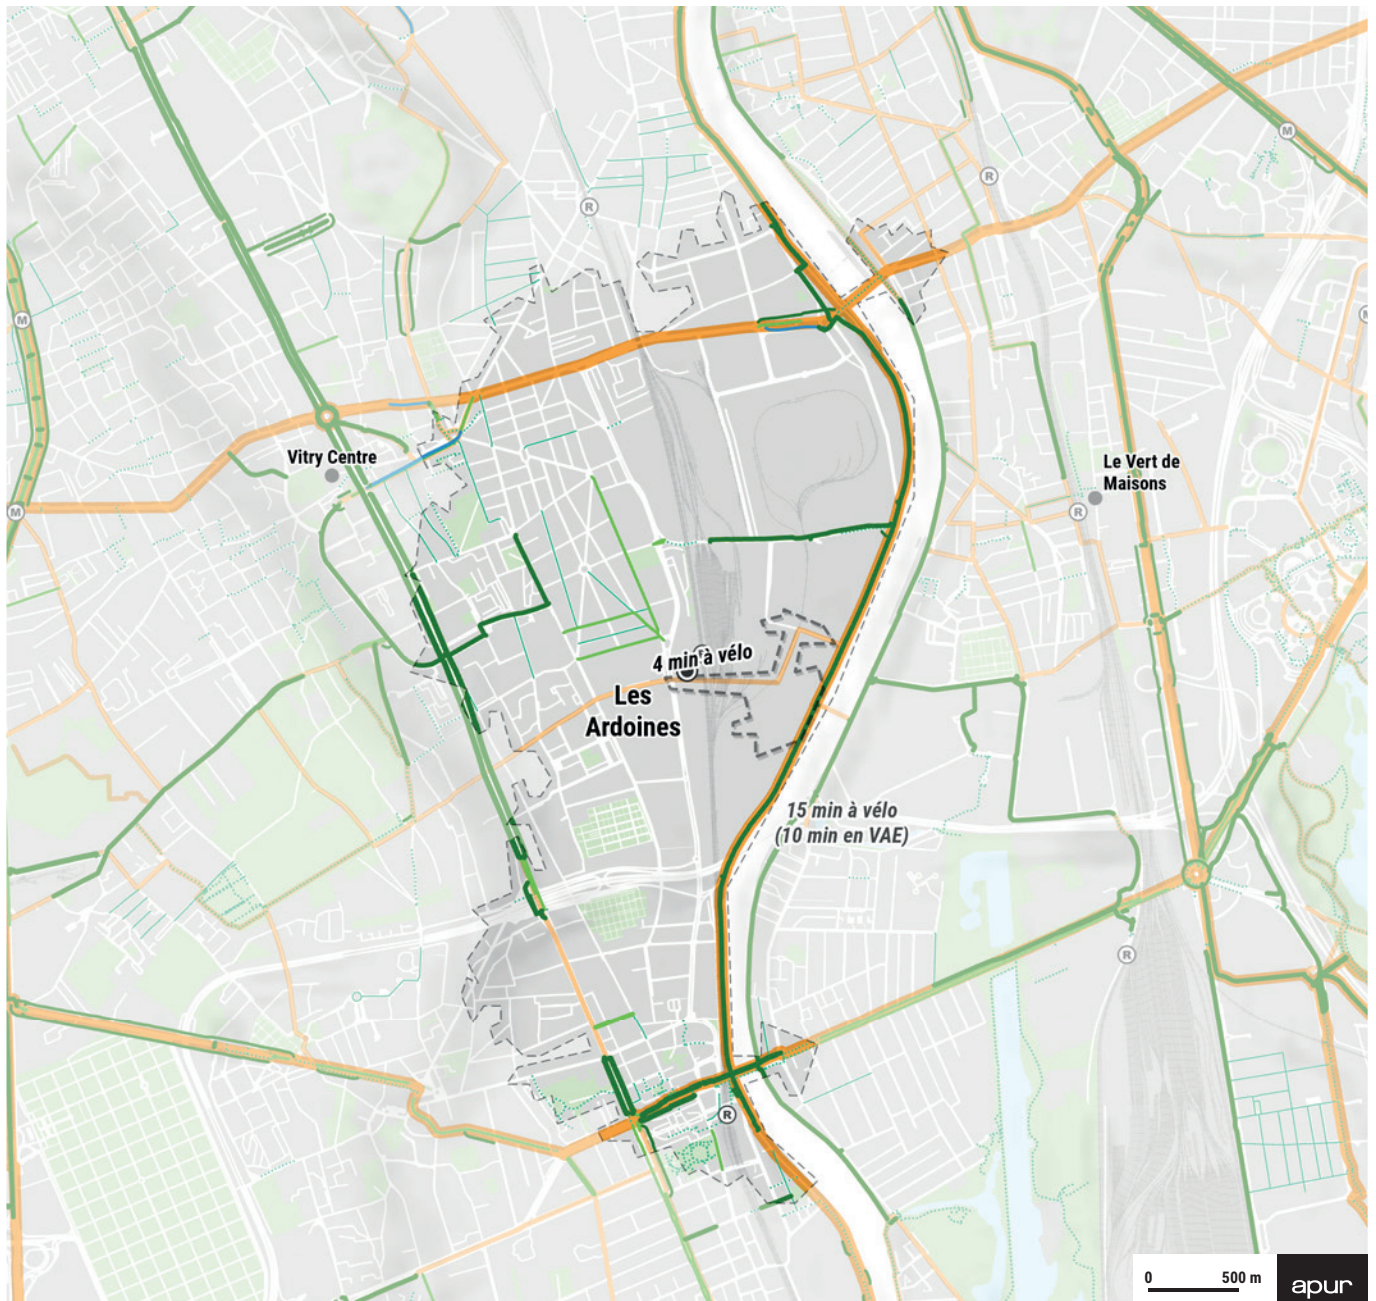 M
R
R
M
M
Vitry Centre
Le Vert de
Maisons
M
R
4 min à vélo
Les
Ardoines
15 min à vélo
(10 min en VAE)
R
R
0 500 m
apur